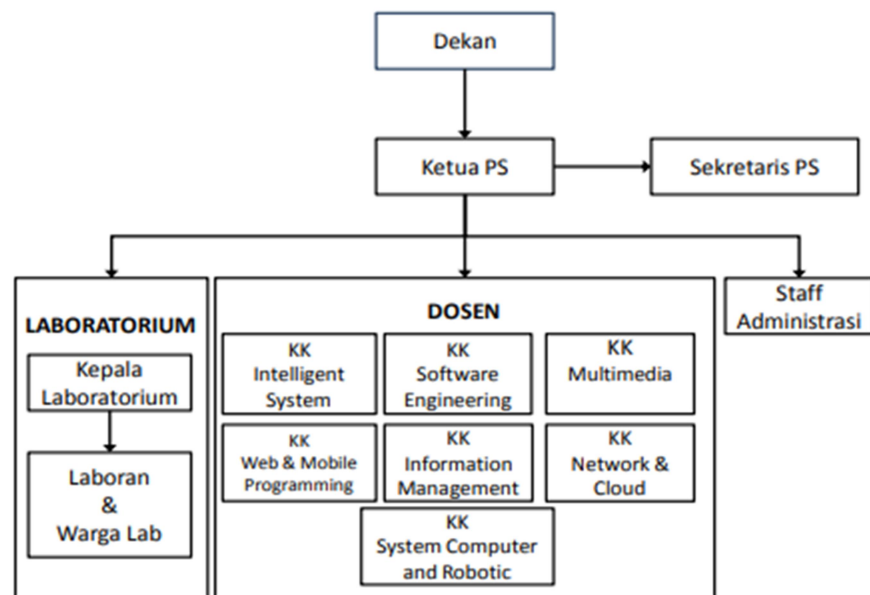 Dekan
Ketua PS
Sekretaris PS
LABORATORIUM
Kepala
Laboratorium
Laboran
&
Warga Lab
DOSEN
KK
Intelligent
System
KK
Software
Engineering
KK
Multimedia
KK
Web & Mobile
Programming
KK
Information
Management
KK
Network &
Cloud
KK
System Computer
and Robotic
Staff
Administrasi